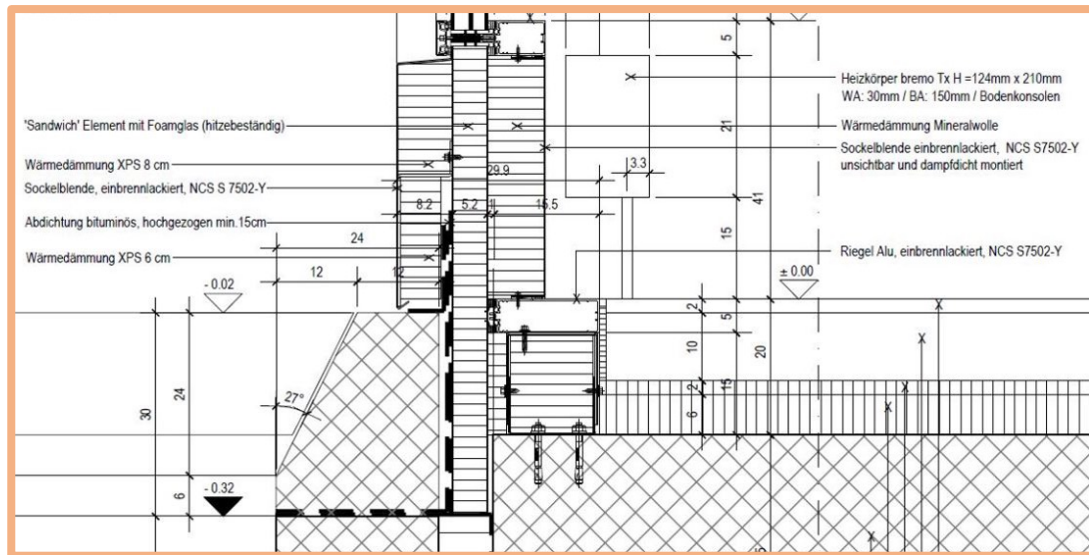 5
Heizkörper bremo Tx H =124mm x 210mm
WA: 30mm / BA: 150mm / Bodenkonsolen
'Sandwich' Element mit Foamglas (hitzebeständig)
21
Wärmedämmung Mineralwolle
Sockelblende einbrennlackiert, NCS S7502-Y
unsichtbar und dampfdicht montiert
Wärmedämmung XPS 8 cm
29.9
3.3
Sockelblende, einbrennlackiert, NCS S 7502-Y
41
8.2 5.2 1 15.5
Abdichtung bituminös, hochgezogen min.15cm
24
15
Riegel Alu, einbrennlackiert, NCS S7502-Y
Wärmedämmung XPS 6 cm
12 12
± 0.00
- 0.02
2
5
10
20
24
30
2
15
27°
6
6
- 0.32